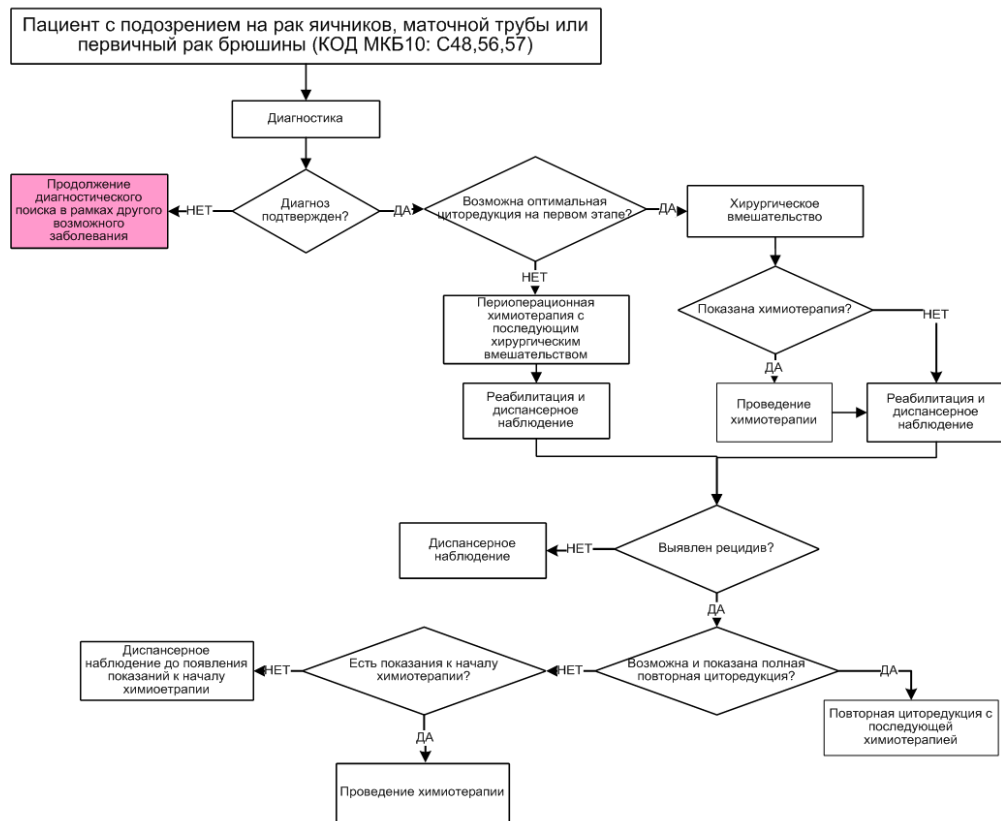 Пациент с подозрением на рак яичников, маточной трубы или
первичный рак брюшины (КОД МКБ10: С48,56,57)
Диагностика
Продолжение
диагностического
поиска в рамках другого
возможного
заболевания
НЕТ
Диагноз
подтвержден?
ДА
Возможна оптимальная
циторедукция на первом этапе?
ДА
Хирургическое
вмешательство
НЕТ
Периоперационная
химиотерапия с
последующим
хирургическим
вмешательством
Показана химиотерапия?
НЕТ
ДА
Реабилитация и
диспансерное
наблюдение
Проведение
химиотерапии
Реабилитация и
диспансерное
наблюдение
Диспансерное
наблюдение
НЕТ
Выявлен рецидив?
ДА
Диспансерное
наблюдение до появления
показаний к началу
химиоетрапии
НЕТ
Есть показания к началу
химиотерапии?
НЕТ
Возможна и показана полная
повторная циторедукция?
ДА
Повторная циторедукция с
последующей
химиотерапией
ДА
Проведение химиотерапии